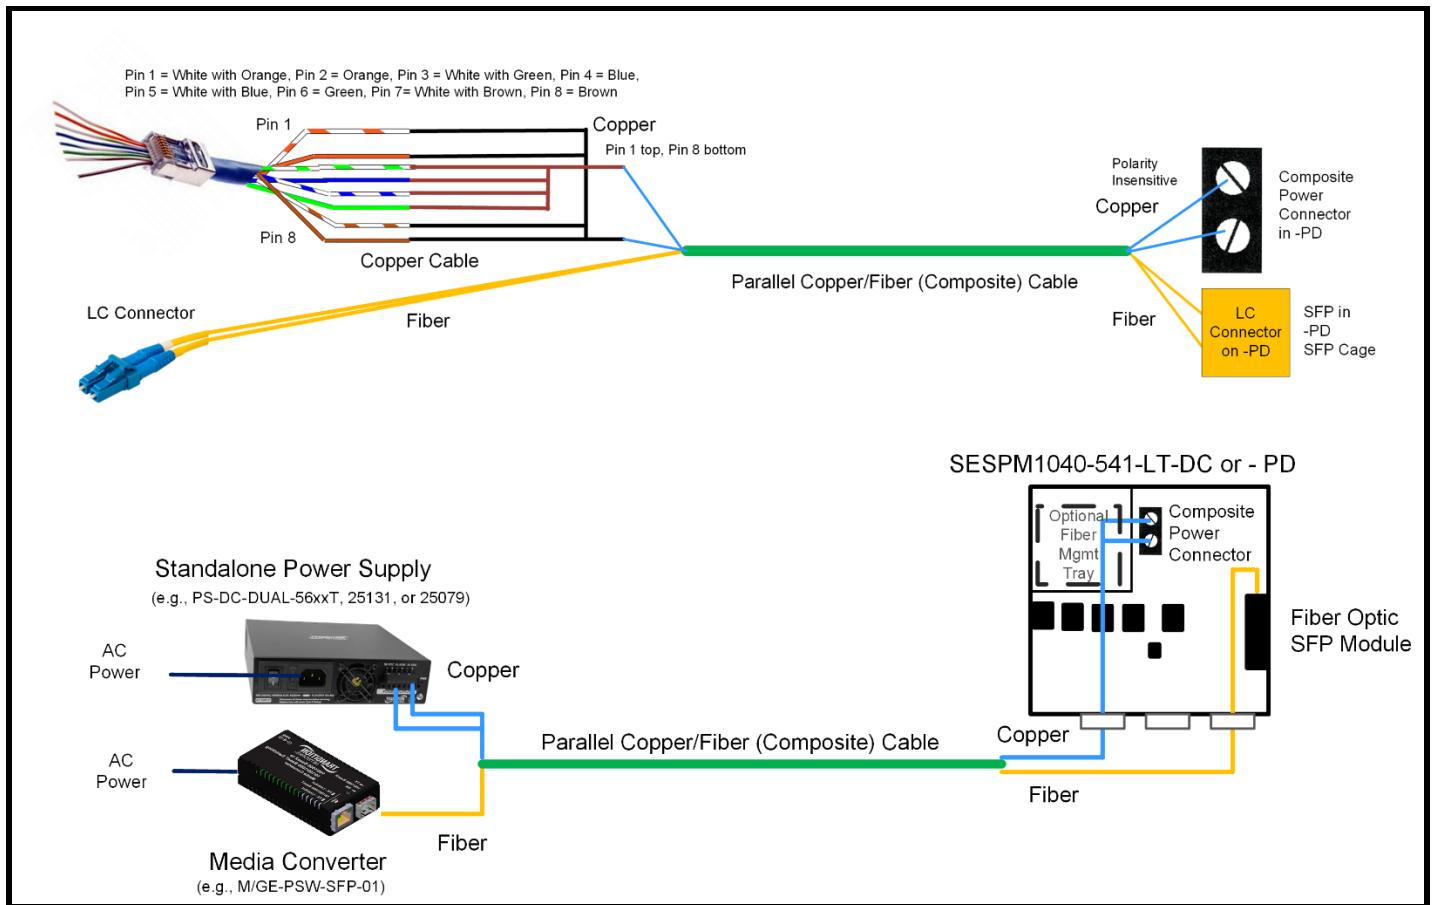 Pin 1 = White with Orange, Pin 2 = Orange, Pin 3 = White with Green, Pin 4 = Blue,
Pin 5 = White with Blue, Pin 6 = Green, Pin 7= White with Brown, Pin 8 = Brown
Pin 1
Copper
Pin 1 top, Pin 8 bottom
Pin 8
Copper Cable
LC Connector
Fiber
Parallel Copper/Fiber (Composite) Cable
Polarity
Insensitive
Copper
Composite
Power
Connector
in -PD
Fiber
LC
Connector
on -PD
SFP in
-PD
SFP Cage
SESPM1040-541-LT-DC or - PD
Optional
Fiber
Mgmt
Tray
Composite
Power
Connector
Fiber Optic
SFP Module
Standalone Power Supply
(e.g., PS-DC-DUAL-56xxT, 25131, or 25079)
AC
Power
Copper
AC
Power
Parallel Copper/Fiber (Composite) Cable
Copper
Fiber
Fiber
Media Converter
(e.g., M/GE-PSW-SFP-01)